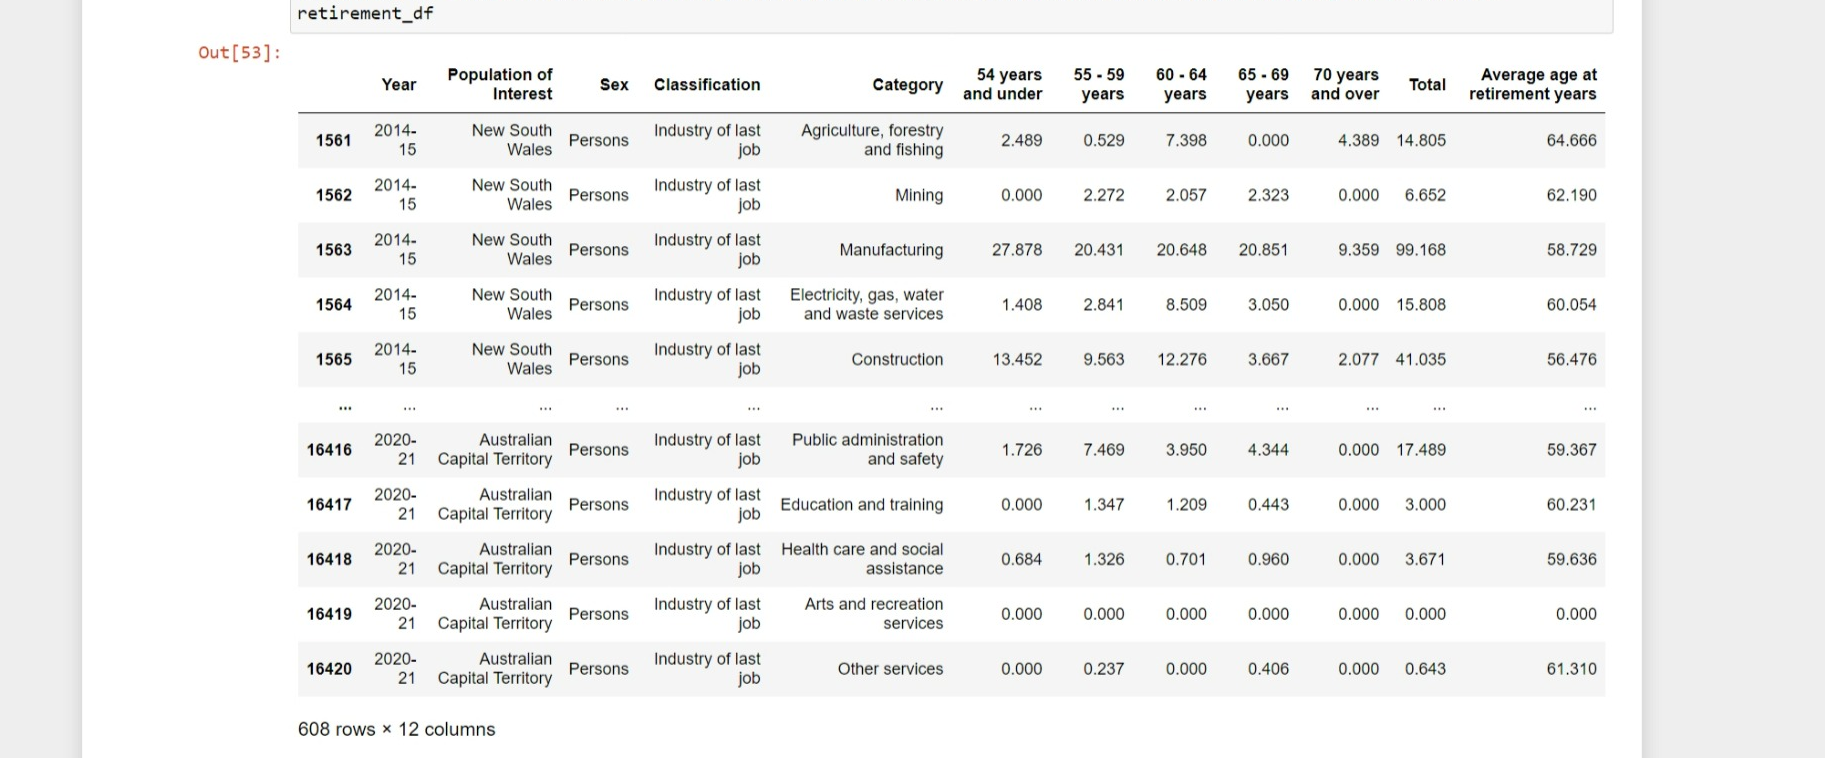 retirement_df
Out[53]:
Year Population of Interest Sex Classification Category 54 years and under 55 - 59 years 60 - 64 years 65 - 69 years 70 years and over Total Average age at retirement years
1561 2014-15 New South Wales Persons Industry of last job Agriculture, forestry and fishing 2.489 0.529 7.398 0.000 4.389 14.805 64.666
1562 2014-15 New South Wales Persons Industry of last job Mining 0.000 2.272 2.057 2.323 0.000 6.652 62.190
1563 2014-15 New South Wales Persons Industry of last job Manufacturing 27.878 20.431 20.648 20.851 9.359 99.168 58.729
1564 2014-15 New South Wales Persons Industry of last job Electricity, gas, water and waste services 1.408 2.841 8.509 3.050 0.000 15.808 60.054
1565 2014-15 New South Wales Persons Industry of last job Construction 13.452 9.563 12.276 3.667 2.077 41.035 56.476
... ... ... ... ... ... ... ... ... ... ... ... ...
16416 2020-21 Australian Capital Territory Persons Industry of last job Public administration and safety 1.726 7.469 3.950 4.344 0.000 17.489 59.367
16417 2020-21 Australian Capital Territory Persons Industry of last job Education and training 0.000 1.347 1.209 0.443 0.000 3.000 60.231
16418 2020-21 Australian Capital Territory Persons Industry of last job Health care and social assistance 0.684 1.326 0.701 0.960 0.000 3.671 59.636
16419 2020-21 Australian Capital Territory Persons Industry of last job Arts and recreation services 0.000 0.000 0.000 0.000 0.000 0.000 0.000
16420 2020-21 Australian Capital Territory Persons Industry of last job Other services 0.000 0.237 0.000 0.406 0.000 0.643 61.310
608 rows × 12 columns